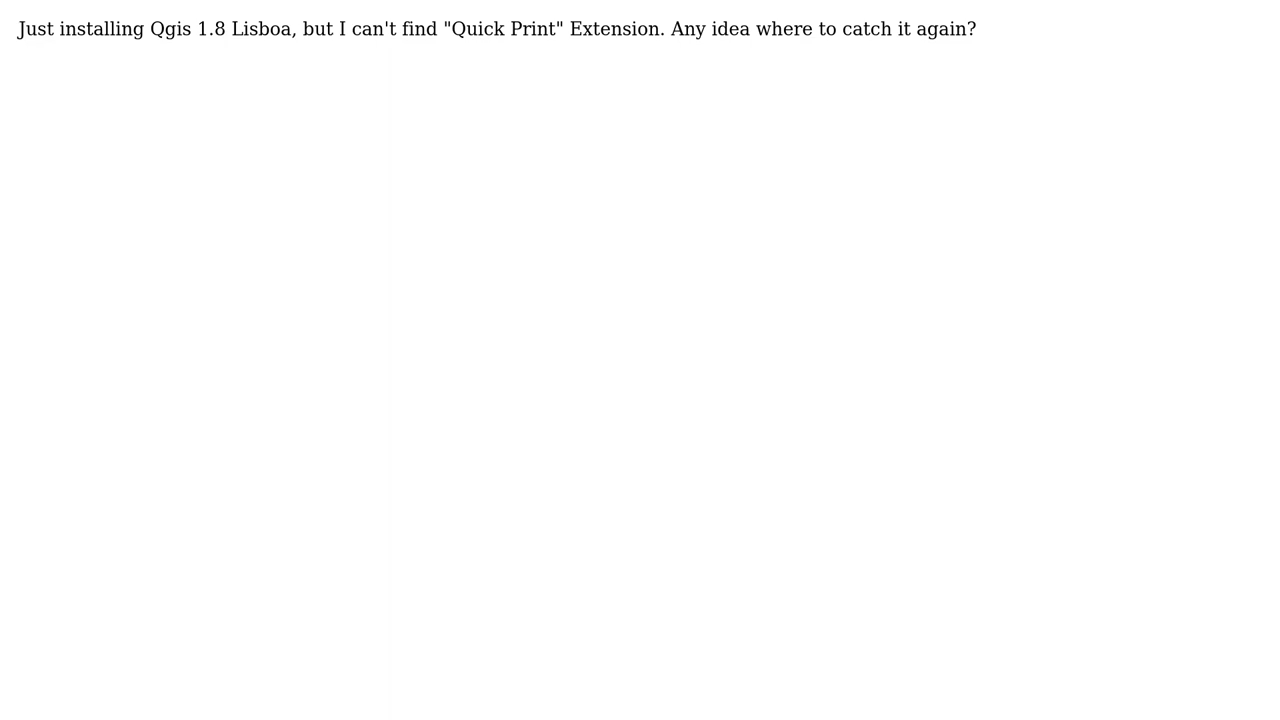 Just installing Qgis 1.8 Lisboa, but I can't find "Quick Print" Extension. Any idea where to catch it again?